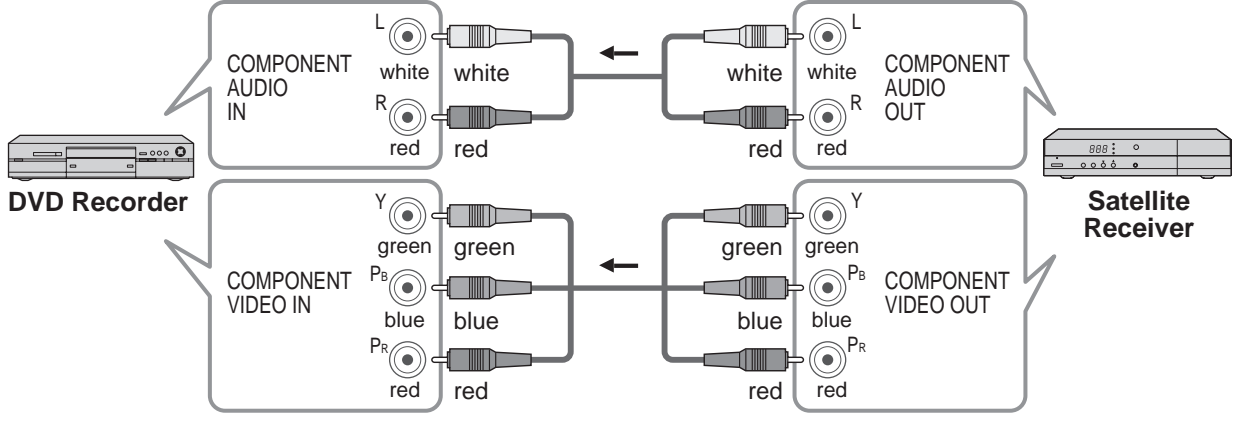 L
COMPONENT
AUDIO
IN
white
white
R
red
red
L
white
white
COMPONENT
AUDIO
OUT
R
red
red
888
DVD Recorder
Satellite
Receiver
Y
green
green
COMPONENT
VIDEO IN
PB
blue
blue
PR
red
red
Y
green
green
PB
COMPONENT
VIDEO OUT
blue
blue
PR
red
red